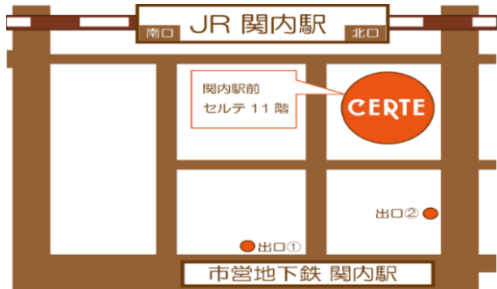 JR 関内駅
南口
北口
関内駅前
セルテ 11 階
CERTE
出口②
出口①
市営地下鉄 関内駅